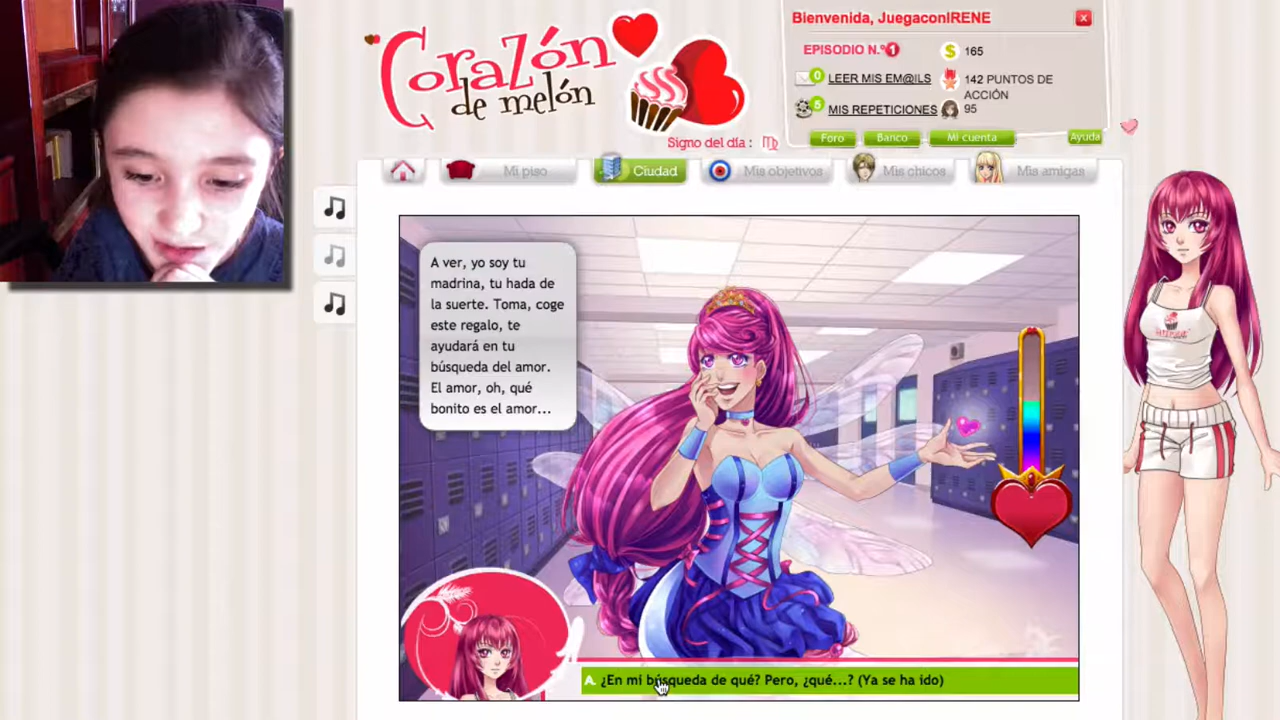 Corazón
de melón
Signo del día :
Bienvenida, JuegaconIRENE
x
EPISODIO N.º 1
165
0 LEER MIS EM@ILS
142 PUNTOS DE
ACCIÓN
5 MIS REPETICIONES
95
Foro
Banco
Mi cuenta
Ayuda
Mi piso
Ciudad
Mis objetivos
Mis chicos
Mis amigas
A ver, yo soy tu
madrina, tu hada de
la suerte. Toma, coge
este regalo, te
ayudará en tu
búsqueda del amor.
El amor, oh, qué
bonito es el amor...
A. ¿En mi búsqueda de qué? Pero, ¿qué...? (Ya se ha ido)